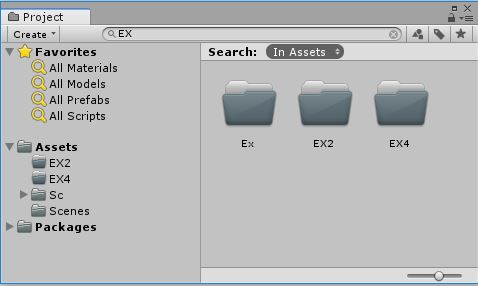 Project
Create
EX
Favorites
All Materials
All Models
All Prefabs
All Scripts
Assets
EX2
EX4
Sc
Scenes
Packages
Search: In Assets
Ex EX2 EX4